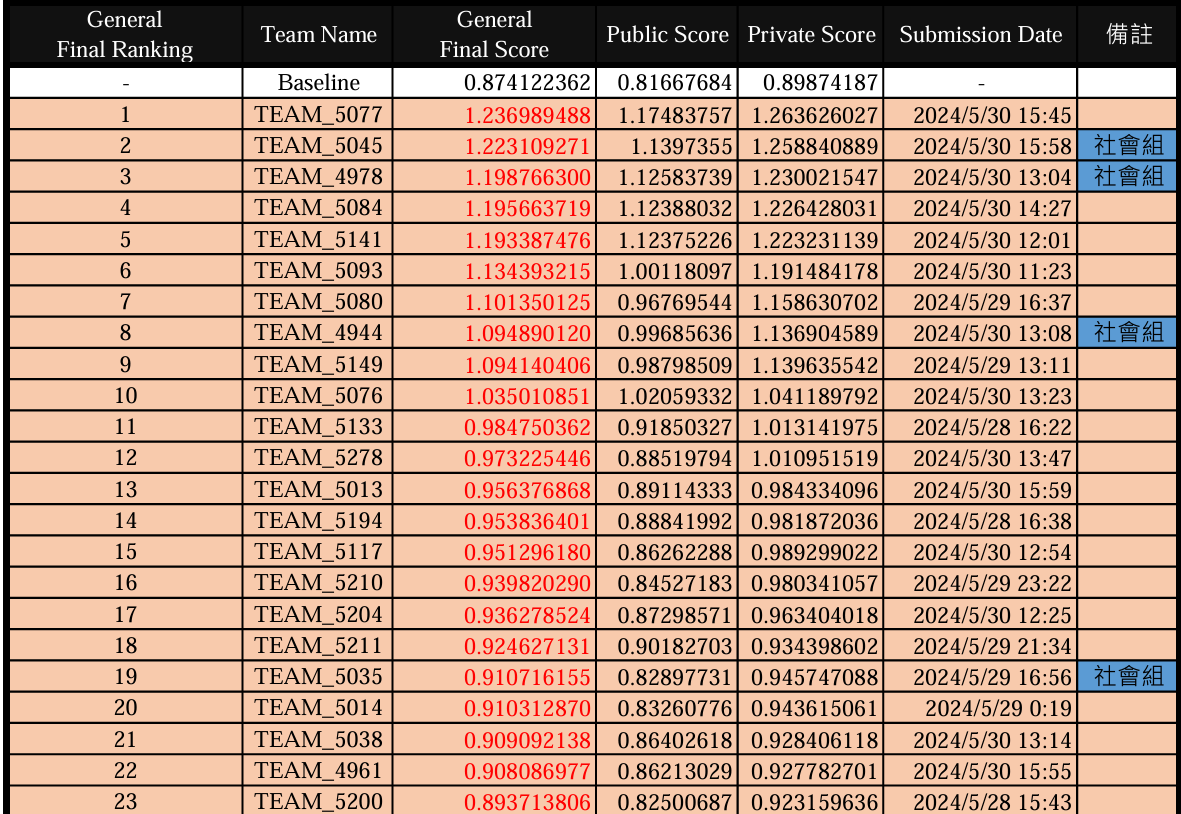 General Final Ranking Team Name General Final Score Public Score Private Score Submission Date 備註
- Baseline 0.874122362 0.81667684 0.89874187 -
1 TEAM_5077 1.236989488 1.17483757 1.263626027 2024/5/30 15:45
2 TEAM_5045 1.223109271 1.1397355 1.258840889 2024/5/30 15:58 社會組
3 TEAM_4978 1.198766300 1.12583739 1.230021547 2024/5/30 13:04 社會組
4 TEAM_5084 1.195663719 1.12388032 1.226428031 2024/5/30 14:27
5 TEAM_5141 1.193387476 1.12375226 1.223231139 2024/5/30 12:01
6 TEAM_5093 1.134393215 1.00118097 1.191484178 2024/5/30 11:23
7 TEAM_5080 1.101350125 0.96769544 1.158630702 2024/5/29 16:37
8 TEAM_4944 1.094890120 0.99685636 1.136904589 2024/5/30 13:08 社會組
9 TEAM_5149 1.094140406 0.98798509 1.139635542 2024/5/29 13:11
10 TEAM_5076 1.035010851 1.02059332 1.041189792 2024/5/30 13:23
11 TEAM_5133 0.984750362 0.91850327 1.013141975 2024/5/28 16:22
12 TEAM_5278 0.973225446 0.88519794 1.010951519 2024/5/30 13:47
13 TEAM_5013 0.956376868 0.89114333 0.984334096 2024/5/30 15:59
14 TEAM_5194 0.953836401 0.88841992 0.981872036 2024/5/28 16:38
15 TEAM_5117 0.951296180 0.86262288 0.989299022 2024/5/30 12:54
16 TEAM_5210 0.939820290 0.84527183 0.980341057 2024/5/29 23:22
17 TEAM_5204 0.936278524 0.87298571 0.963404018 2024/5/30 12:25
18 TEAM_5211 0.924627131 0.90182703 0.934398602 2024/5/29 21:34
19 TEAM_5035 0.910716155 0.82897731 0.945747088 2024/5/29 16:56 社會組
20 TEAM_5014 0.910312870 0.83260776 0.943615061 2024/5/29 0:19
21 TEAM_5038 0.909092138 0.86402618 0.928406118 2024/5/30 13:14
22 TEAM_4961 0.908086977 0.86213029 0.927782701 2024/5/30 15:55
23 TEAM_5200 0.893713806 0.82500687 0.923159636 2024/5/28 15:43